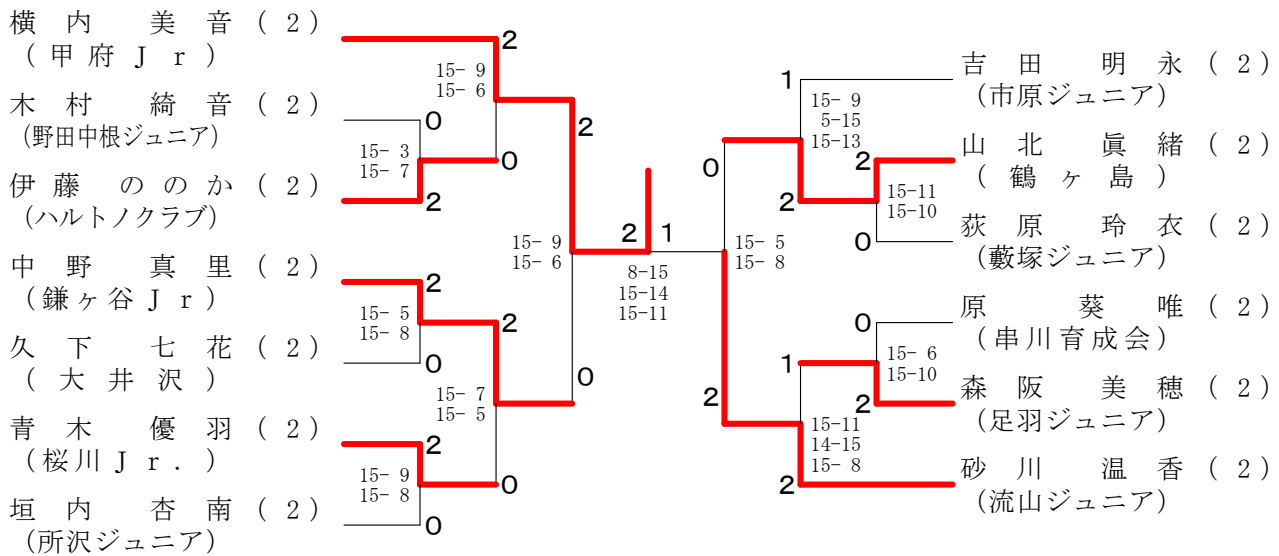 横内 美音(2)
(甲府Jr)
木村 綺音(2)
(野田中根ジュニア)
伊藤 ののか(2)
(ハルトノクラブ)
中野 真里(2)
(鎌ヶ谷Jr)
久下 七花(2)
(大井沢)
青木 優羽(2)
(桜川Jr.)
垣内 杏南(2)
(所沢ジュニア)
0
15- 3
15- 7
2
2
15- 5
15- 8
0
2
15- 9
15- 8
0
2
15- 9
15- 6
0
2
15- 7
15- 5
0
2
15- 9
15- 6
0
2 1
8-15
15-14
15-11
0
15- 5
15- 8
2
1
15- 9
5-15
15-13
2
1
15-11
14-15
15- 8
2
2
15-11
15-10
0
0
15- 6
15-10
2
吉田 明永(2)
(市原ジュニア)
山北 眞緒(2)
(鶴ヶ島)
荻原 玲衣(2)
(藪塚ジュニア)
原 葵唯(2)
(串川育成会)
森阪 美穂(2)
(足羽ジュニア)
砂川 温香(2)
(流山ジュニア)